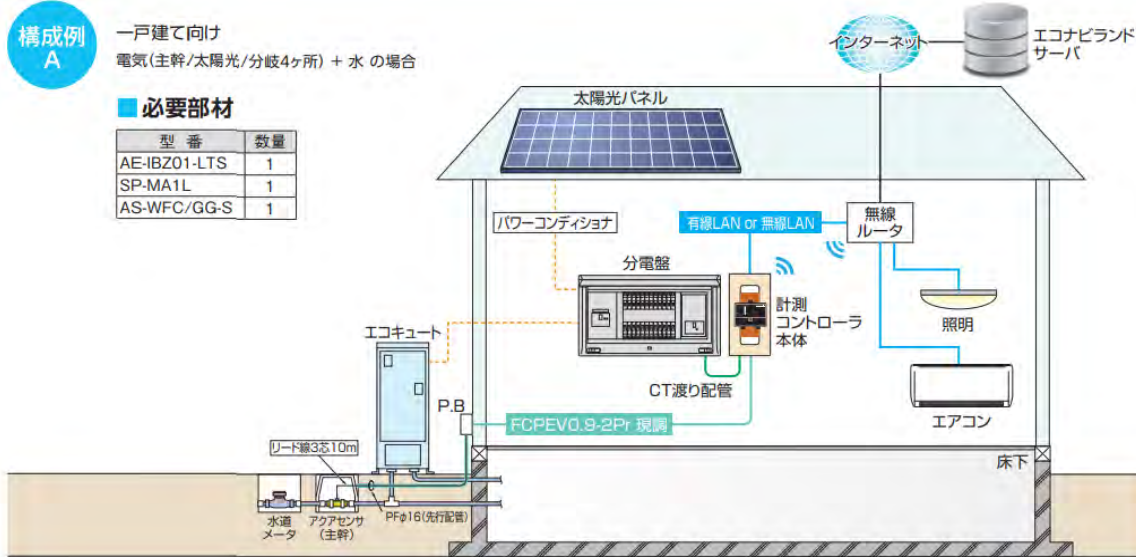 構成例
A
一戸建て向け
電気(主幹/太陽光/分岐4ヶ所) + 水 の場合
■ 必要部材
型 番 数量
AE-IBZ01-LTS 1
SP-MA1L 1
AS-WFC/GG-S 1
インターネット
エコナビランド
サーバ
太陽光パネル
パワーコンディショナ
有線LAN or 無線LAN
無線
ルータ
分電盤
計測
コントローラ
本体
照明
エコキュート
CT渡り配管
エアコン
P.B
FCPEV0.9-2Pr 現調
リード線3芯10m
床下
水道
メータ
アクアセンサ
(主幹)
PFφ16(先行配管)